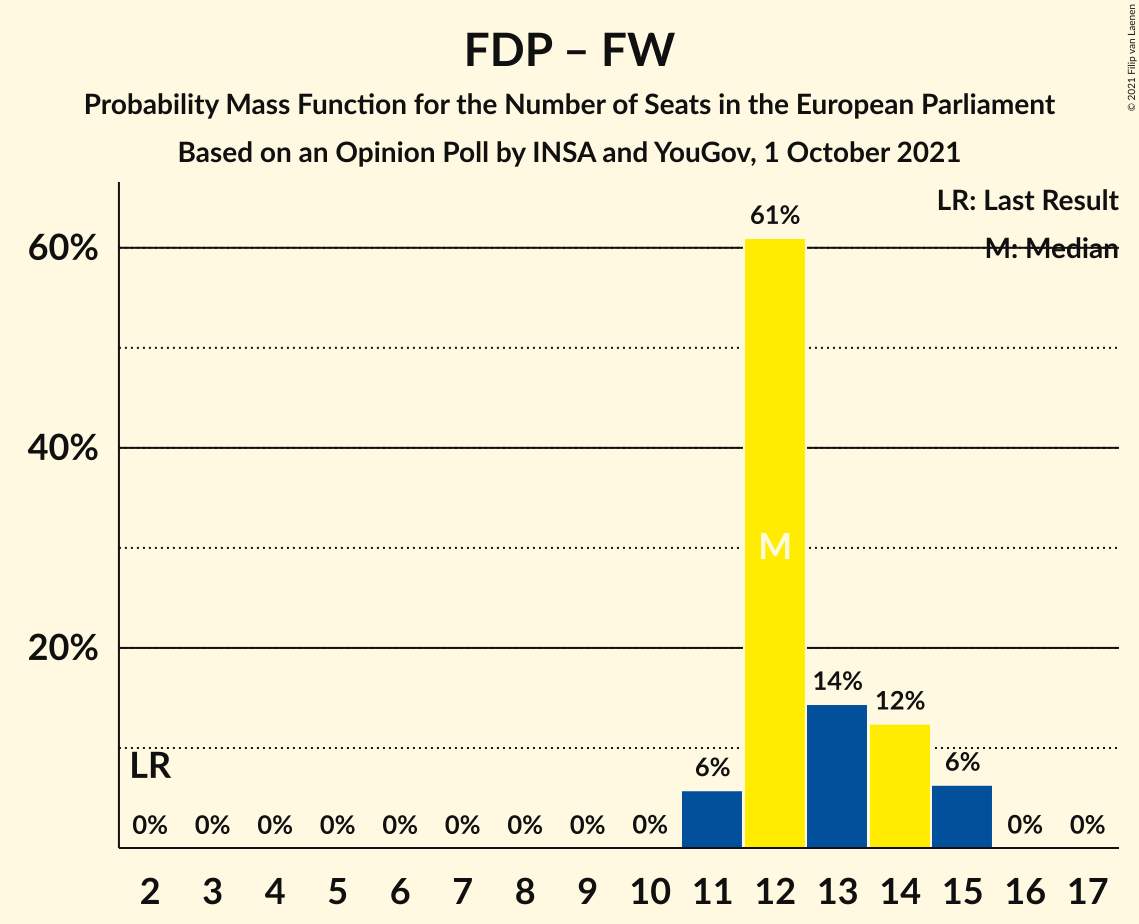 FDP – FW
Probability Mass Function for the Number of Seats in the European Parliament
Based on an Opinion Poll by INSA and YouGov, 1 October 2021
© 2021 Filip van Laenen
LR: Last Result
M: Median
60%
40%
20%
61%
M
14%
12%
6%
6%
LR
0% 0% 0% 0% 0% 0% 0% 0% 0% 0% 0%
2 3 4 5 6 7 8 9 10 11 12 13 14 15 16 17